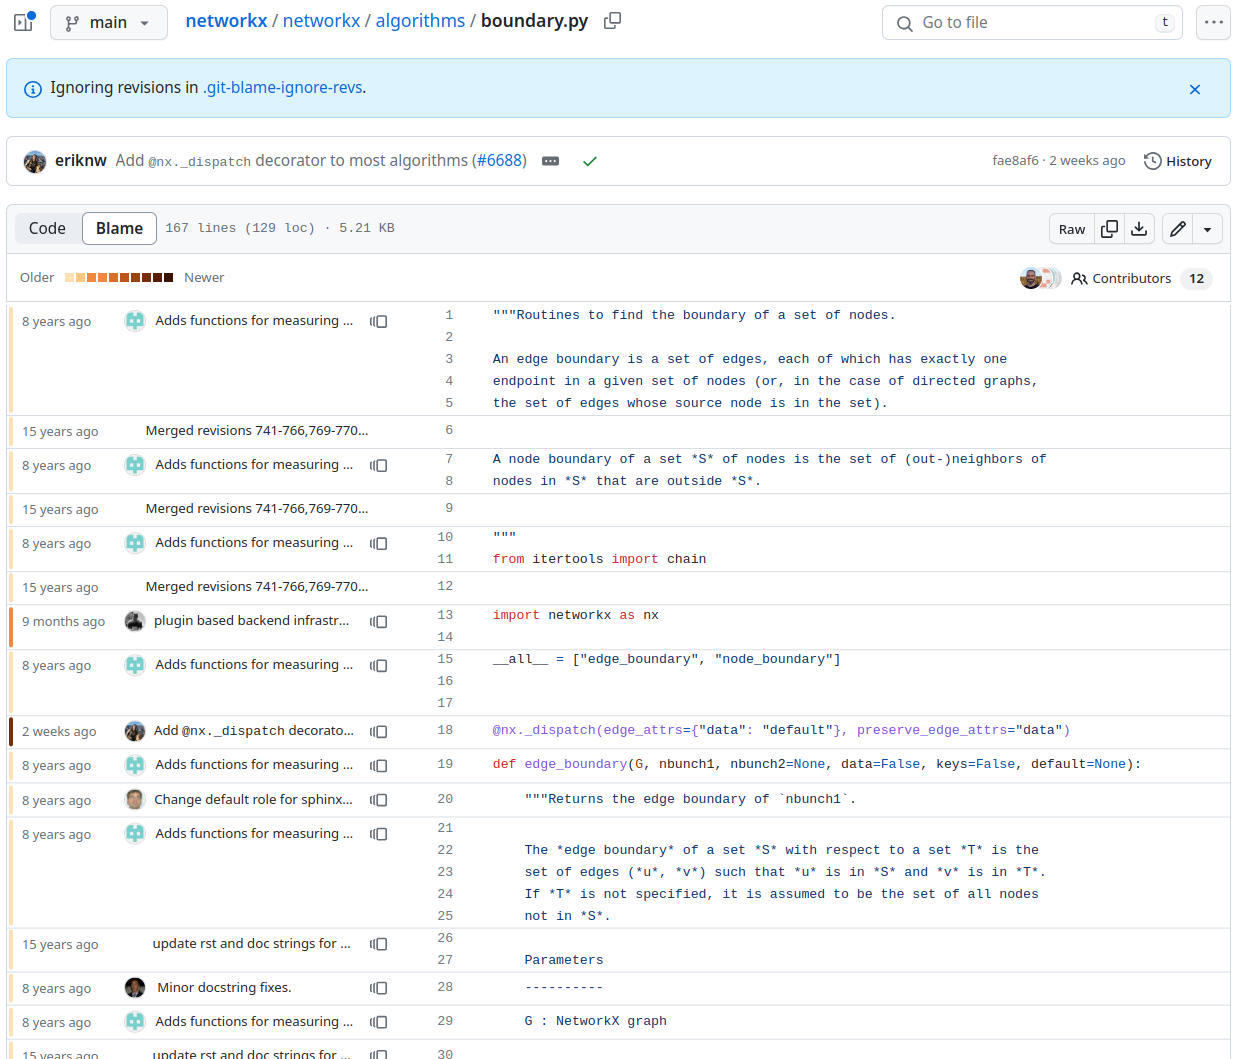 main
networkx / networkx / algorithms / boundary.py
Go to file
t
Ignoring revisions in .git-blame-ignore-revs.
eriknw Add @nx._dispatch decorator to most algorithms (#6688)
fae8af6 · 2 weeks ago
History
Code
Blame
167 lines (129 loc) · 5.21 KB
Raw
Older
Newer
Contributors 12
8 years ago Adds functions for measuring ... 1 """Routines to find the boundary of a set of nodes.
2
3 An edge boundary is a set of edges, each of which has exactly one
4 endpoint in a given set of nodes (or, in the case of directed graphs,
5 the set of edges whose source node is in the set).
15 years ago Merged revisions 741-766,769-770... 6
8 years ago Adds functions for measuring ... 7 A node boundary of a set *S* of nodes is the set of (out-)neighbors of
8 nodes in *S* that are outside *S*.
15 years ago Merged revisions 741-766,769-770... 9
8 years ago Adds functions for measuring ... 10 """
11 from itertools import chain
15 years ago Merged revisions 741-766,769-770... 12
9 months ago plugin based backend infrastr... 13 import networkx as nx
14
8 years ago Adds functions for measuring ... 15 __all__ = ["edge_boundary", "node_boundary"]
16
17
2 weeks ago Add @nx._dispatch decorato... 18 @nx._dispatch(edge_attrs={"data": "default"}, preserve_edge_attrs="data")
8 years ago Adds functions for measuring ... 19 def edge_boundary(G, nbunch1, nbunch2=None, data=False, keys=False, default=None):
8 years ago Change default role for sphinx... 20 """Returns the edge boundary of `nbunch1`.
8 years ago Adds functions for measuring ... 21
22 The *edge boundary* of a set *S* with respect to a set *T* is the
23 set of edges (*u*, *v*) such that *u* is in *S* and *v* is in *T*.
24 If *T* is not specified, it is assumed to be the set of all nodes
25 not in *S*.
15 years ago update rst and doc strings for ... 26
27 Parameters
8 years ago Minor docstring fixes. 28 ----------
8 years ago Adds functions for measuring ... 29 G : NetworkX graph
15 years ago update rst and doc strings for ... 30